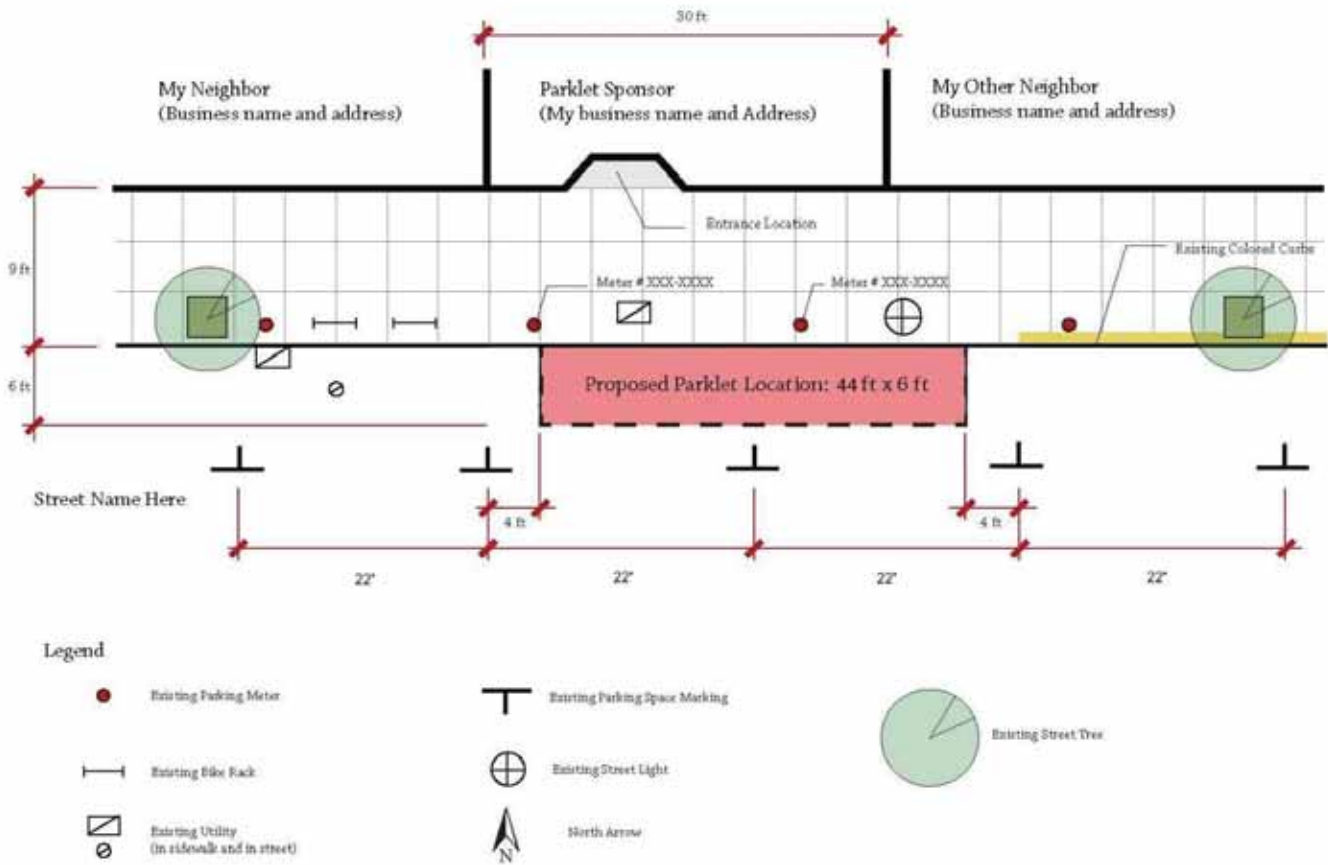 30 ft
My Neighbor
(Business name and address)
Parklet Sponsor
(My business name and Address)
My Other Neighbor
(Business name and address)
Entrance Location
Existing Colored Curbs
9 ft
Meter # XXX-XXXX
Meter # XXX-XXXX
6 ft
Proposed Parklet Location: 44 ft x 6 ft
Street Name Here
4 ft
4 ft
22"
22"
22"
22"
Legend
Existing Parking Meter
Existing Parking Space Marking
Existing Street Tree
Existing Bike Rack
Existing Street Light
Existing Utility
(in sidewalk and in street)
North Arrow
N